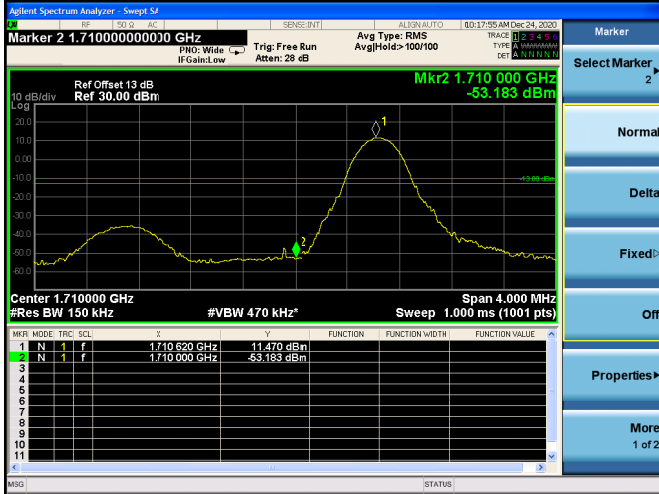 Agilent Spectrum Analyzer - Swept SA
RF 50 Ω AC SENSE:INT ALIGN AUTO 10:17:55 AM Dec 24, 2020
Marker 2 1.710000000000 GHz
PNO: Wide
IFGain:Low
Trig: Free Run
Atten: 28 dB
Avg Type: RMS
Avg|Hold:> 100/100
TRACE 1 2 3 4 5 6
TYPE A WWWWW
DET A N N N N N
Ref Offset 13 dB
10 dB/div Ref 30.00 dBm
Log
Mkr2 1.710 000 GHz
-53.183 dBm
20.0
10.0
0.00
-10.0
-20.0
-30.0
-40.0
-50.0
-60.0
1
2
-13.00 dBm
Center 1.710000 GHz Span 4.000 MHz
#Res BW 150 kHz #VBW 470 kHz* Sweep 1.000 ms (1001 pts)
MKR MODE TRC SCL X Y FUNCTION FUNCTION WIDTH FUNCTION VALUE
1 N 1 f 1.710 620 GHz 11.470 dBm
2 N 1 f 1.710 000 GHz -53.183 dBm
3
4
5
6
7
8
9
10
11
MSG STATUS
Marker
Select Marker
2
Normal
Delta
Fixed
Off
Properties
More
1 of 2